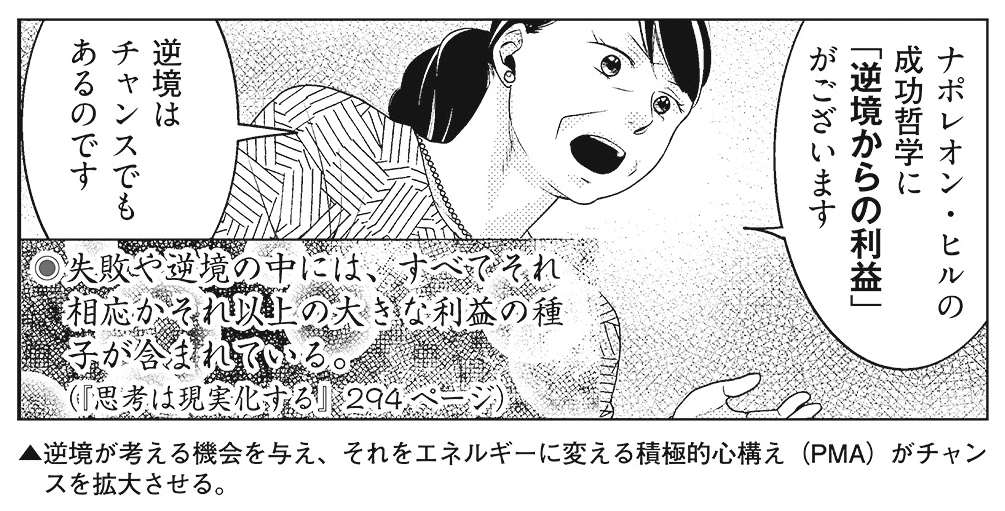 ナポレオン・ヒルの
成功哲学に
「逆境からの利益」
がございます
逆境は
チャンスでも
あるのです
◉失敗や逆境の中には、すべてそれ
相応かそれ以上の大きな利益の種
子が含まれている。
(『思考は現実化する』294ページ)
▲逆境が考える機会を与え、それをエネルギーに変える積極的心構え（PMA）がチャン
スを拡大させる。